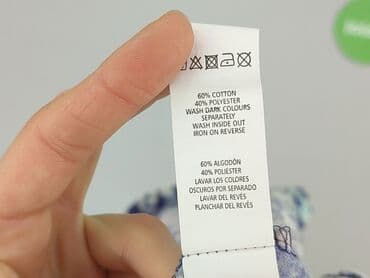 60% COTTON
40% POLYESTER
WASH DARK COLOURS
SEPARATELY
WASH INSIDE OUT
IRON ON REVERSE
60% ALGODÓN
40% POLIÉSTER
LAVAR LOS COLORES
OSCUROS POR SEPARADO
LAVAR DEL REVÉS
PLANCHAR DEL REVÉS